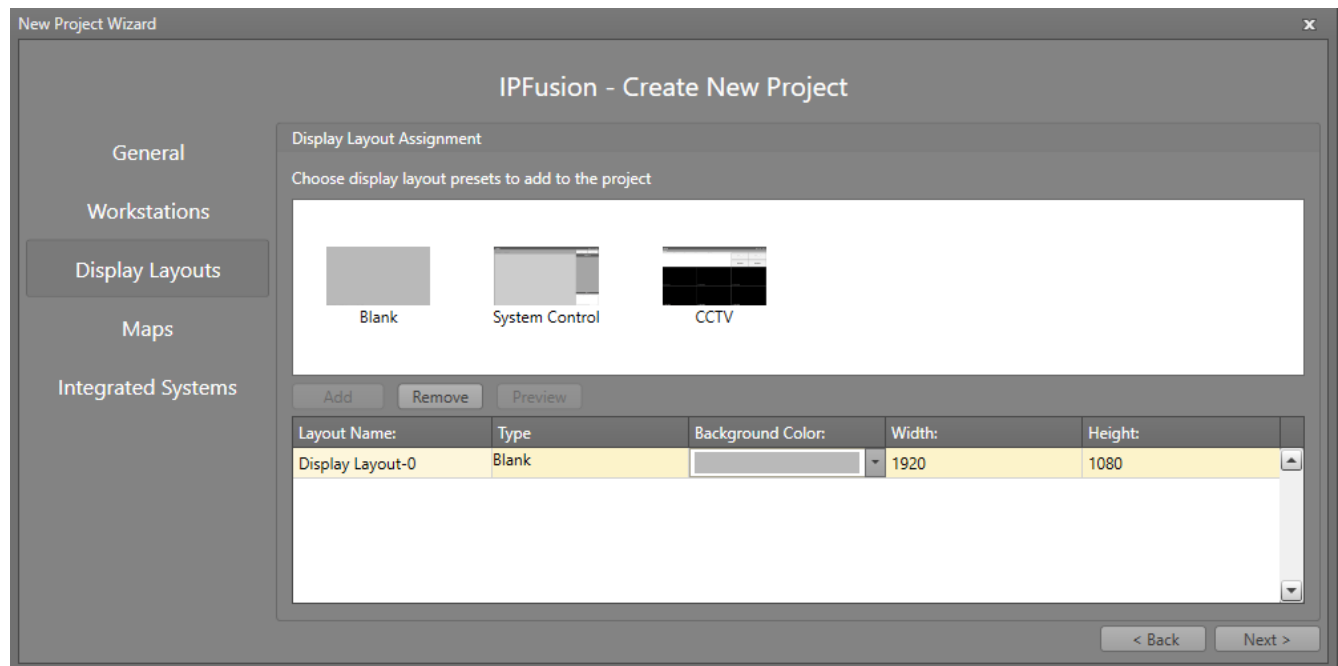 New Project Wizard
x
IPFusion - Create New Project
General
Workstations
Display Layouts
Maps
Integrated Systems
Display Layout Assignment
Choose display layout presets to add to the project
Blank System Control CCTV
Add Remove Preview
Layout Name: Type Background Color: Width: Height:
Display Layout-0 Blank 1920 1080
< Back Next >